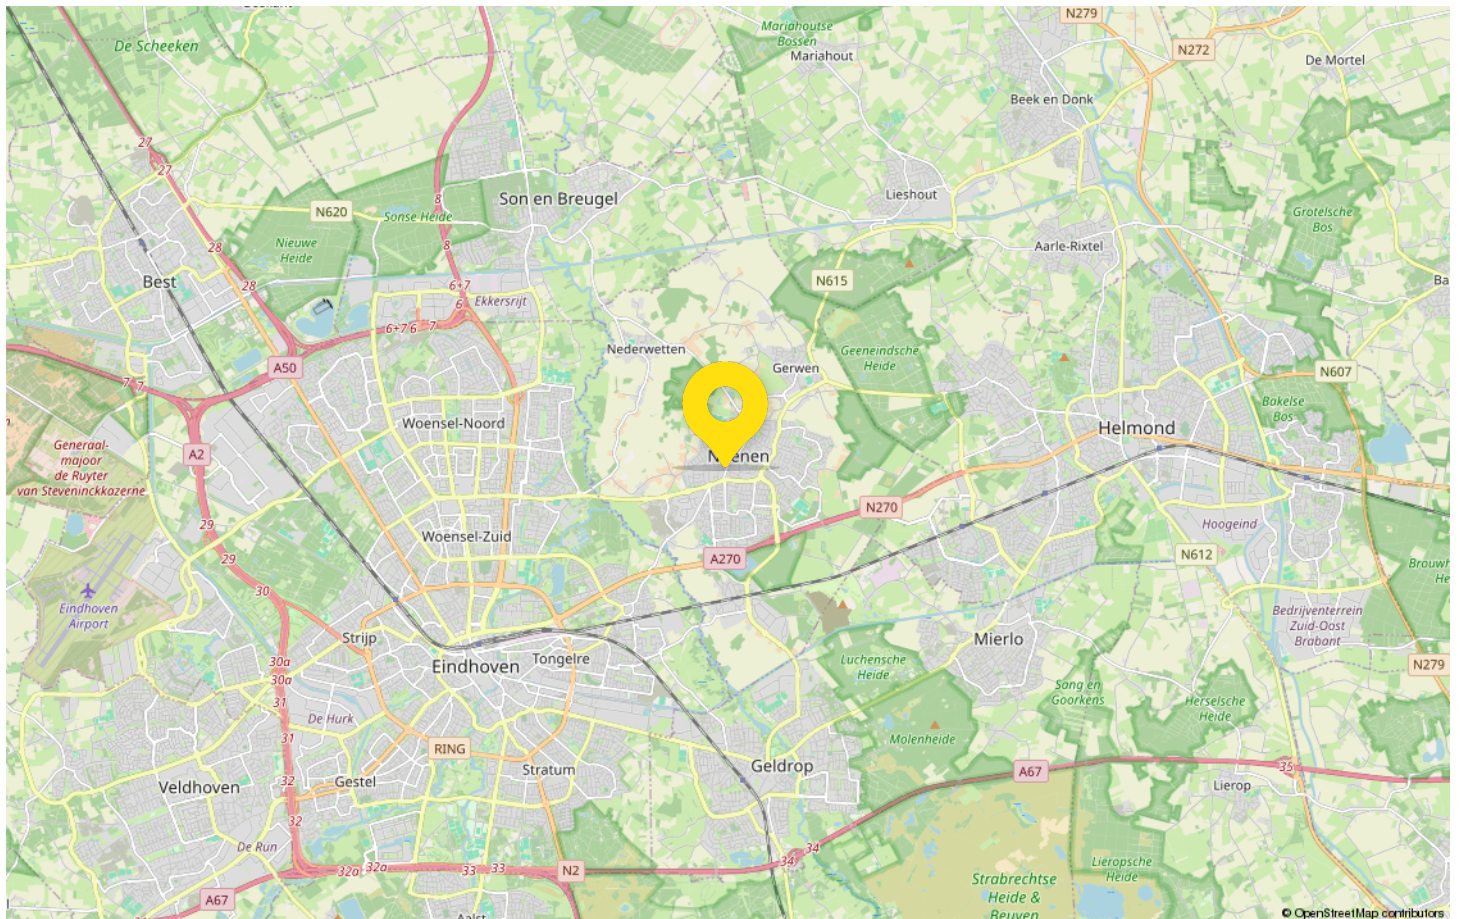 N279
De Scheeken
Mariahoutse
Bossen
Mariahout
N272
De Mortel
Beek en Donk
27
27
8
Son en Breugel
Lieshout
N620
Sonse Heide
Grotelsche
Bos
Nieuwe
Heide
8
28
Aarle-Rixtel
Best
28
6+7
6
Ekkersrijt
N615
Ba
6+7 6
7
Nederwetten
Geeneindsche
Heide
A50
Gerwen
N607
7
7
Bakelse
Bos
Woensel-Noord
Helmond
Generaal-
majoor
de Ruyter
van Steveninckkazerne
A2
N270
29
Hoogeind
Woensel-Zuid
A270
N612
29
Brouwh
He
30
Eindhoven
Airport
Bedrijventerrein
Zuid-Oost
Brabant
Strijp
Mierlo
30a
Eindhoven
Tongelre
Luchensche
Heide
N279
30a
Sang en
Goorkens
31
Herselsche
Heide
De Hurk
31
Molenheide
RING
Stratum
Geldrop
A67
35
32
Gestel
Veldhoven
Lierop
32
De Run
34
34
32a
32a
33
33
N2
Lieropsche
Heide
Strabrechtse
Heide &
Beuven
A67
Aalst
© OpenStreetMap contributors